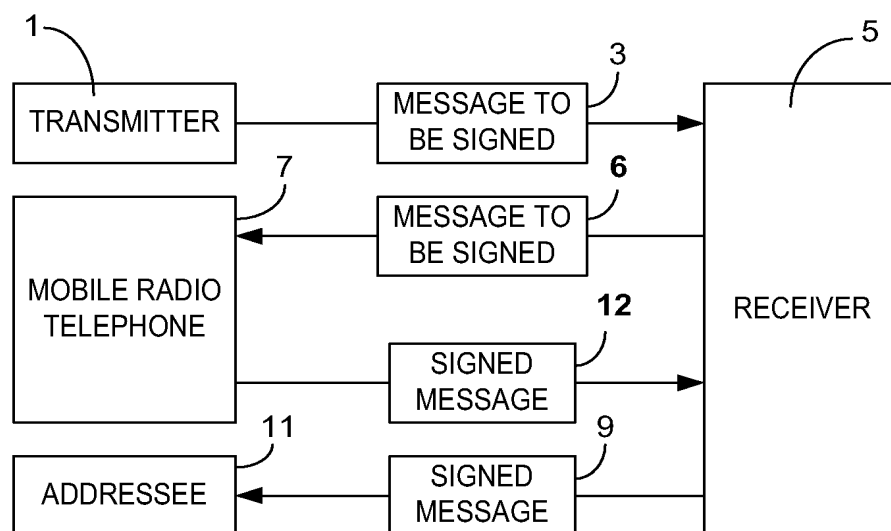 1
3
5
TRANSMITTER
MESSAGE TO
BE SIGNED
7
6
MESSAGE TO
BE SIGNED
MOBILE RADIO
TELEPHONE
RECEIVER
12
SIGNED
MESSAGE
11
9
ADDRESSEE
SIGNED
MESSAGE